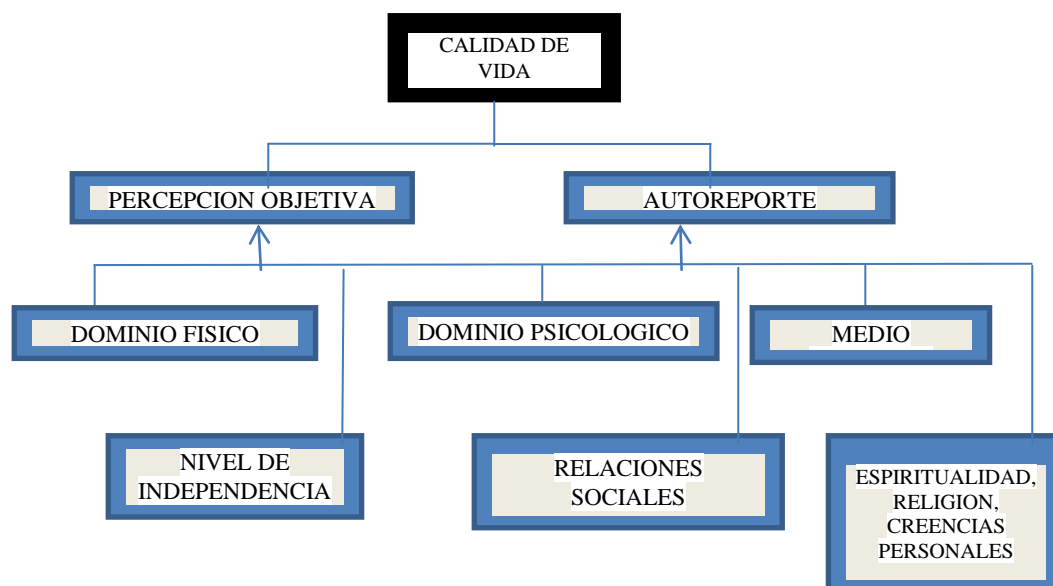 CALIDAD DE
VIDA
PERCEPCION OBJETIVA
AUTOREPORTE
DOMINIO FISICO
DOMINIO PSICOLOGICO
MEDIO
NIVEL DE
INDEPENDENCIA
RELACIONES
SOCIALES
ESPIRITUALIDAD,
RELIGION,
CREENCIAS
PERSONALES